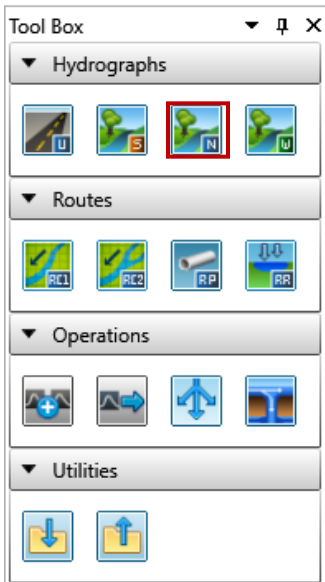 Tool Box
Hydrographs
U S N W
Routes
RC1 RC2 RP RR
Operations
Utilities